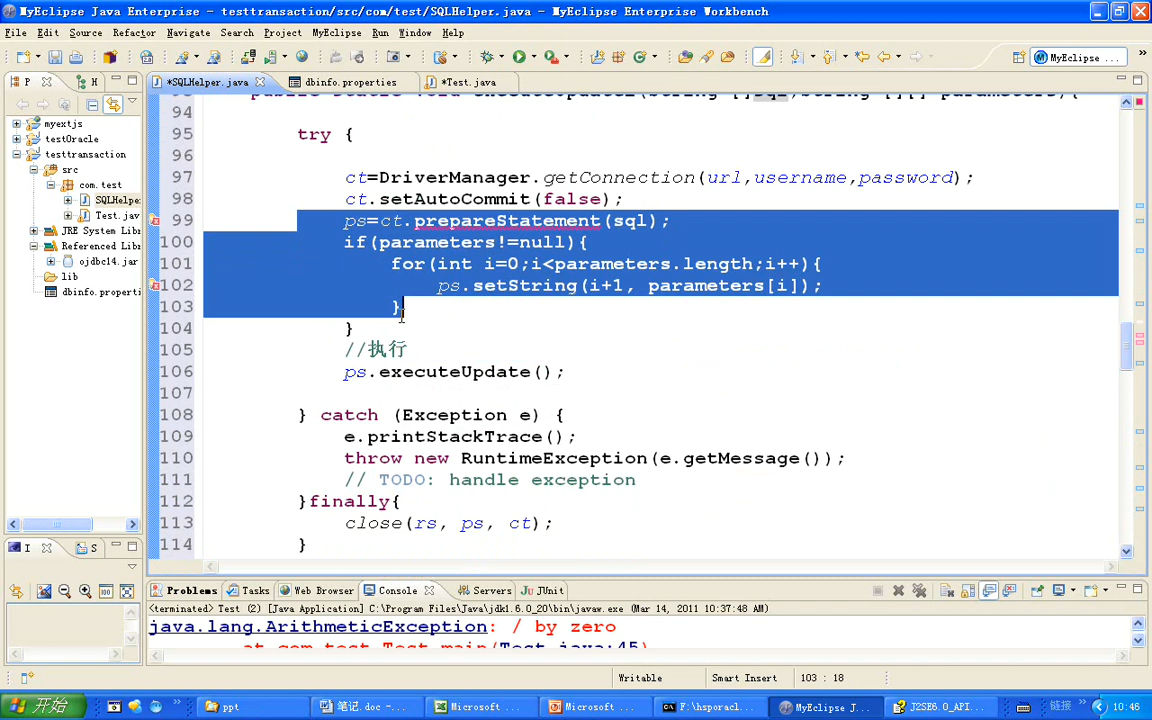 MyEclipse Java Enterprise - testtransaction/src/com/test/SQLHelper.java - MyEclipse Enterprise Workbench
File Edit Source Refactor Navigate Search Project MyEclipse Run Window Help
MyEclipse J...
P H *SQLHelper.java dbinfo.properties *Test.java
myextjs
testOracle
testtransaction
src
com.test
SQLHelpe
Test.jav
JRE System Lib
Referenced Lib
ojdbc14.jar
lib
dbinfo.properti
94
95 try {
96
97 ct=DriverManager.getConnection(url,username,password);
98 ct.setAutoCommit(false);
99 ps=ct.prepareStatement(sql);
100 if(parameters!=null){
101 for(int i=0;i<parameters.length;i++){
102 ps.setString(i+1, parameters[i]);
103 }
104 }
105 //执行
106 ps.executeUpdate();
107
108 } catch (Exception e) {
109 e.printStackTrace();
110 throw new RuntimeException(e.getMessage());
111 // TODO: handle exception
112 }finally{
113 close(rs, ps, ct);
114 }
I S
Problems Tasks Web Browser Console Servers JUnit
<terminated> Test (2) [Java Application] C:\Program Files\Java\jdk1.6.0_20\bin\javaw.exe (Mar 14, 2011 10:37:48 AM)
java.lang.ArithmeticException: / by zero
at com.test.Test.main(Test.java:45)
Writable Smart Insert 103 : 18
开始 ppt 笔记.doc -... Microsoft ... Microsoft ... F:\hsporacl... MyEclipse J... J2SE6.0_API... 链接 10:46